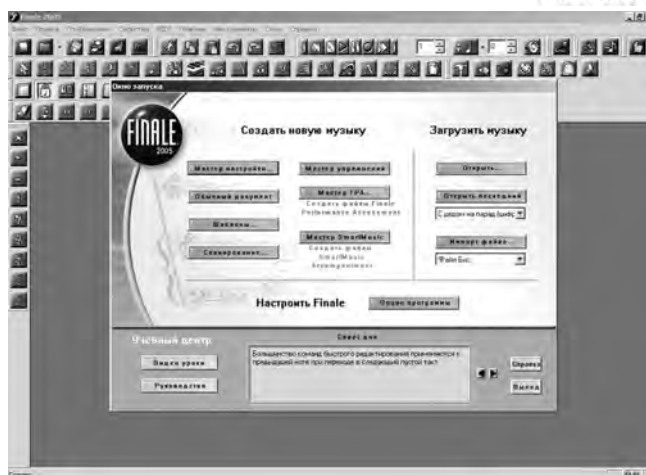 Finale 2005
Окно запуска
FINALE
2005
Создать новую музыку
Загрузить музыку
Мастер настройки...
Мастер упражнений
Открыть...
Обычный документ
Мастер FPA...
Создать файлы Finale
Performance Assessment
Открыть последний
Шаблоны...
Мастер SmartMusic
Создать файлы
SmartMusic
Сканирование...
Импорт файла...
Настроить Finale
Опции программы
Учебный центр
Совет дня
Видео уроки
Большинство команд быстрого редактирования применяются к
предыдущей ноте при переходе в следующий пустой такт
Справка
Руководства
Выход